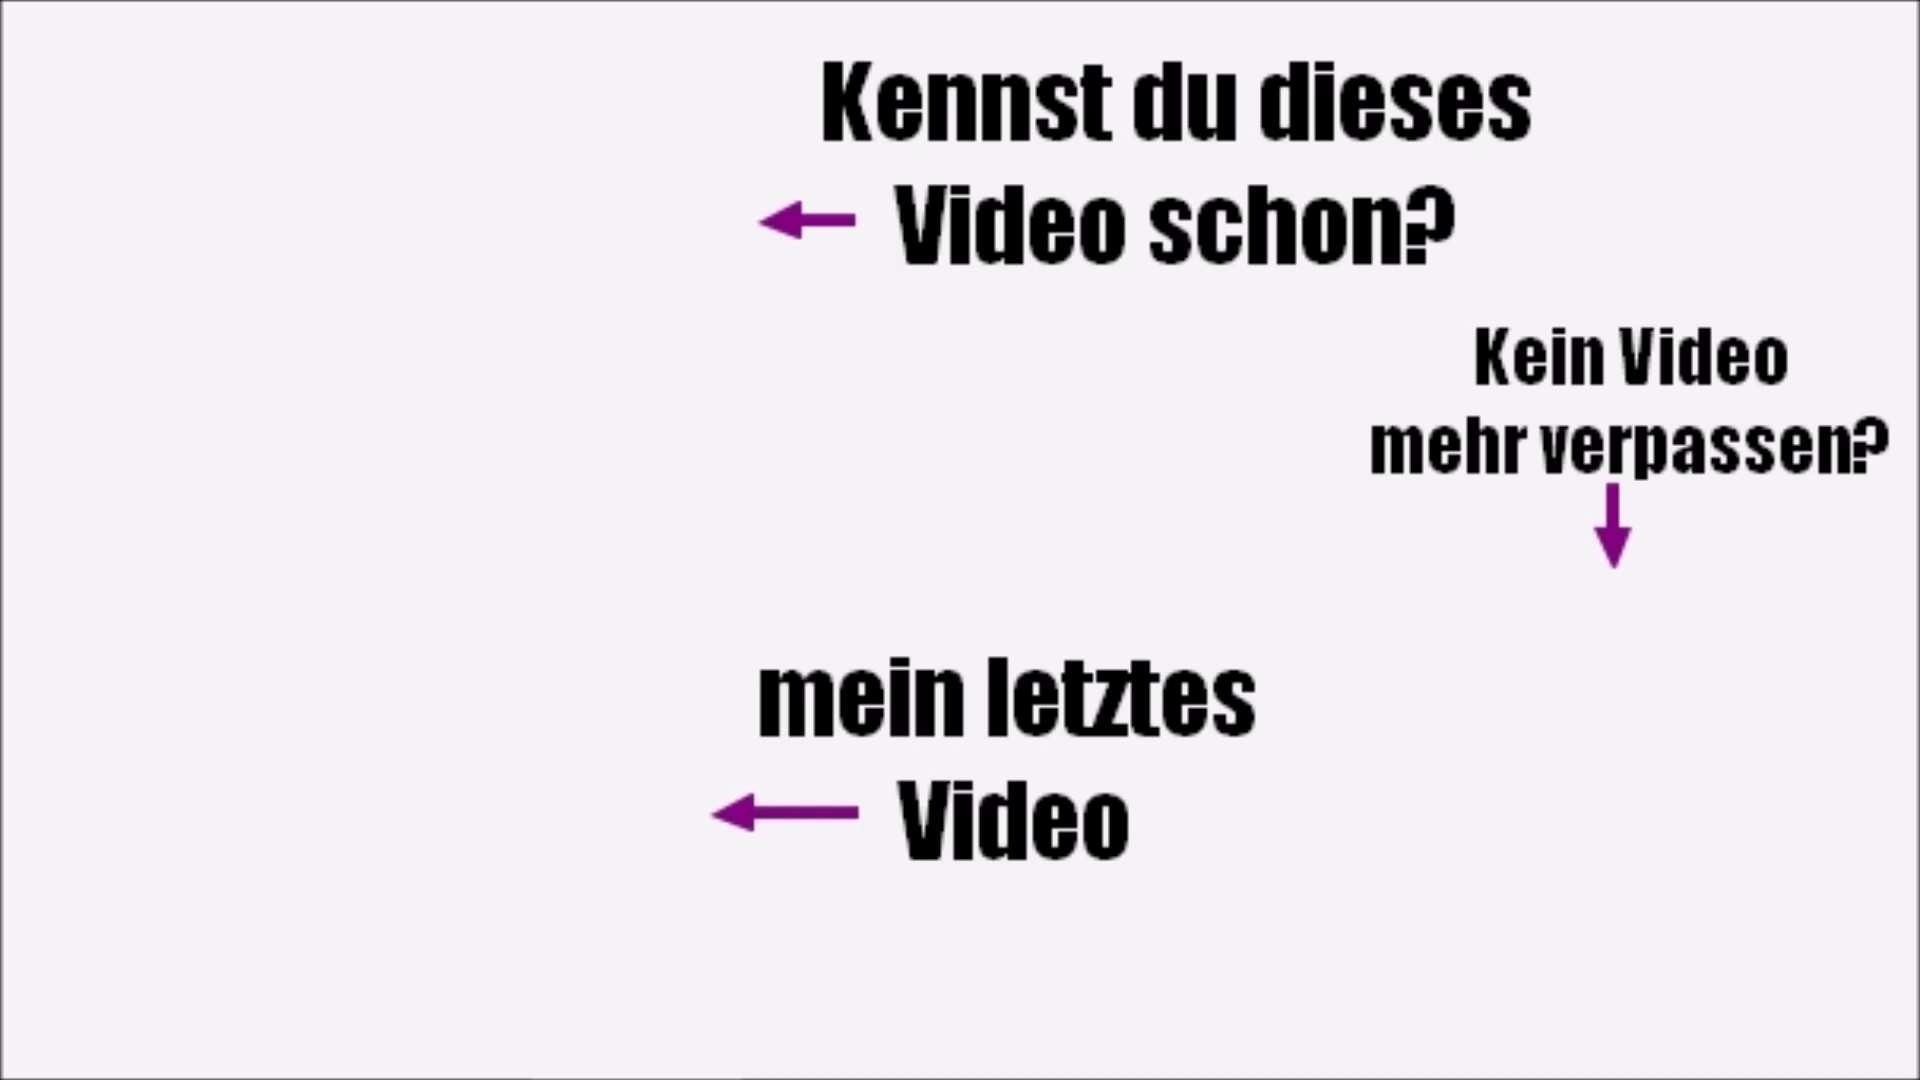 Kennst du dieses
Video schon?
Kein Video
mehr verpassen?
mein letztes
Video